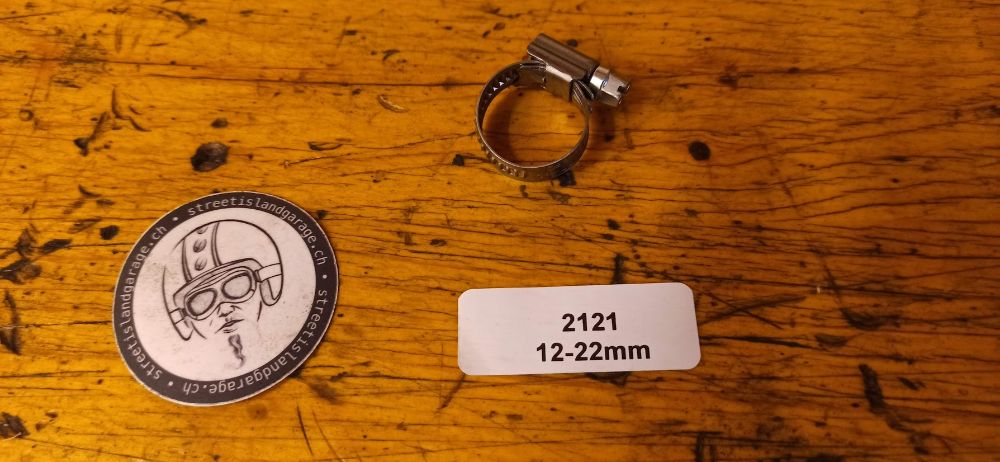 streetislandgarage.ch • streetislandgarage.ch • streetislandgarage.ch •
2121
12-22mm